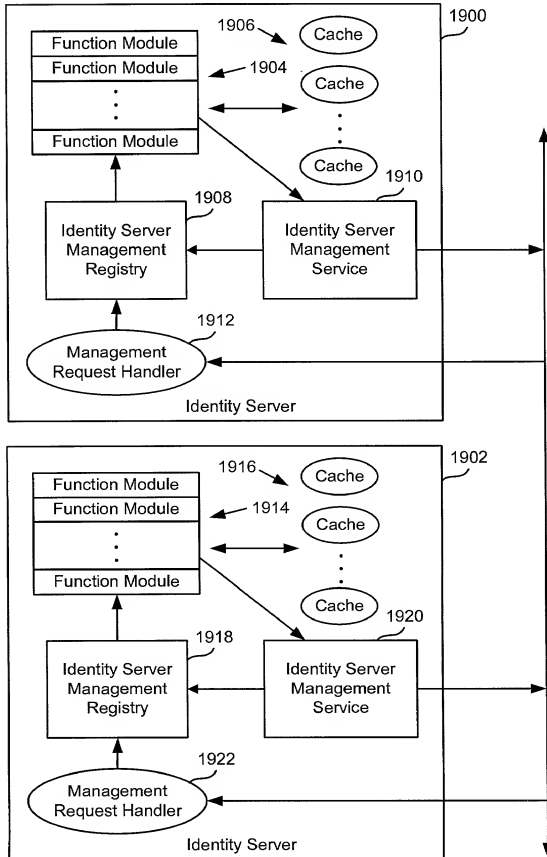 Function Module
Function Module
Function Module
1906
Cache
1904
Cache
Cache
1900
1908
Identity Server
Management
Registry
1910
Identity Server
Management
Service
1912
Management
Request Handler
Identity Server
Function Module
Function Module
Function Module
1916
Cache
1914
Cache
Cache
1902
1918
Identity Server
Management
Registry
1920
Identity Server
Management
Service
1922
Management
Request Handler
Identity Server